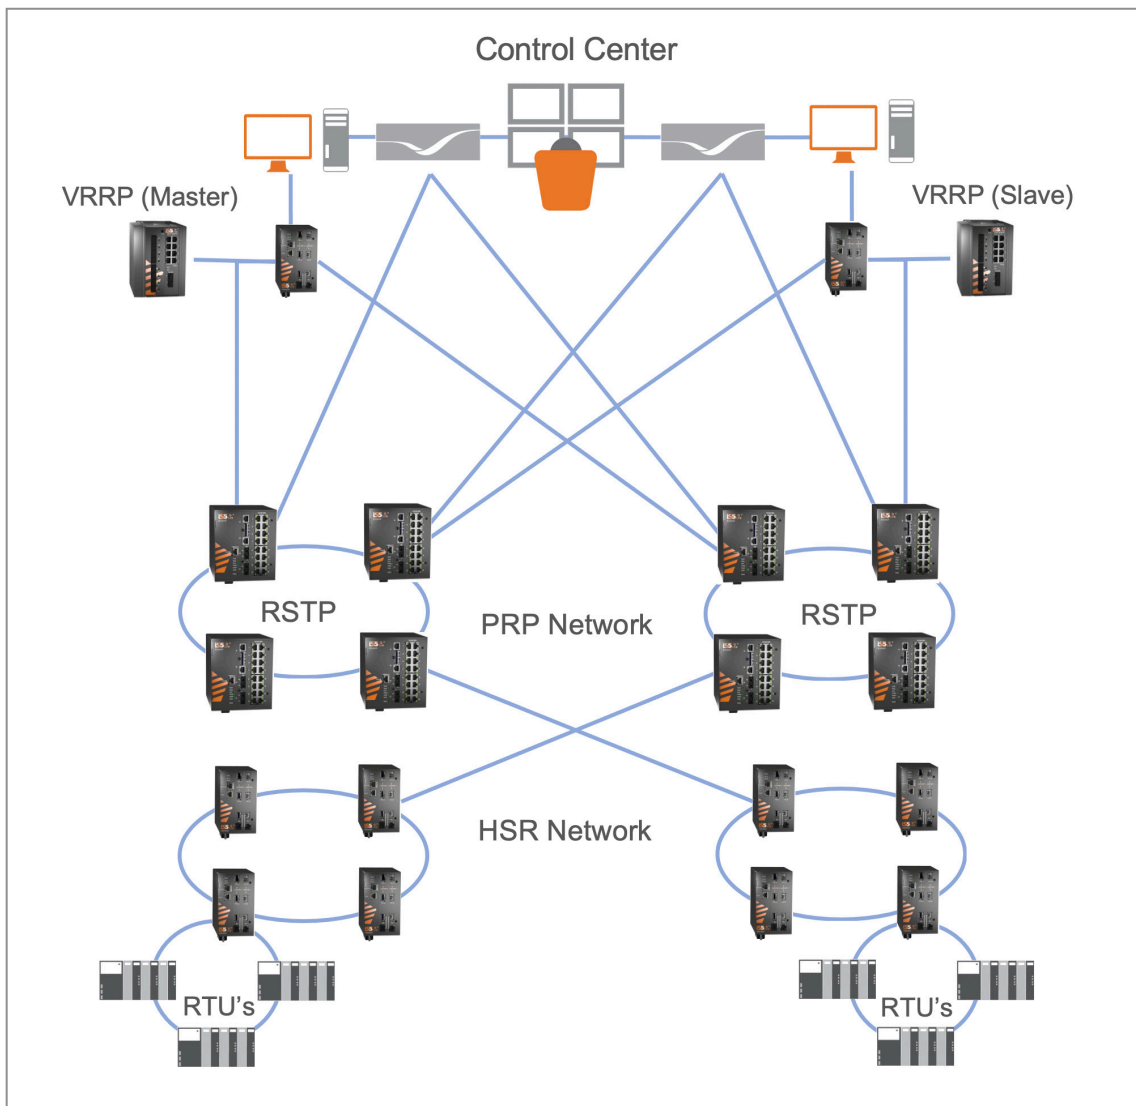 Control Center
VRRP (Master)
VRRP (Slave)
RSTP
PRP Network
RSTP
HSR Network
RTU's
RTU's